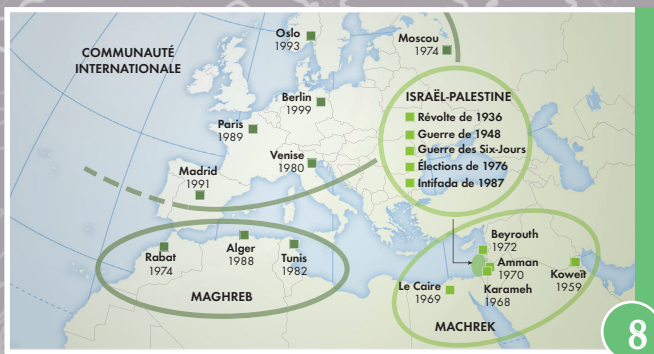 COMMUNAUTÉ
INTERNATIONALE
Oslo
1993
Moscou
1974
Berlin
1999
Paris
1989
Venise
1980
Madrid
1991
ISRAËL-PALESTINE
Révolte de 1936
Guerre de 1948
Guerre des Six-Jours
Élections de 1976
Intifada de 1987
Rabat
1974
Alger
1988
Tunis
1982
MAGHREB
Beyrouth
1972
Amman
1970
Karameh
1968
Koweït
1959
Le Caire
1969
MACHREK
8